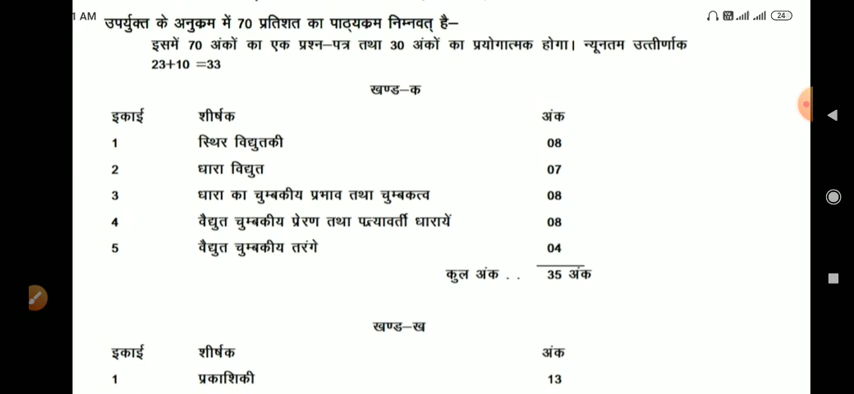 1 AM
24
उपर्युक्त के अनुक्रम में 70 प्रतिशत का पाठ्यक्रम निम्नवत् है–
इसमें 70 अंकों का एक प्रश्न–पत्र तथा 30 अंकों का प्रयोगात्मक होगा। न्यूनतम उत्तीर्णाक
23+10 =33
खण्ड–क
इकाई शीर्षक अंक
1 स्थिर विद्युतकी 08
2 धारा विद्युत 07
3 धारा का चुम्बकीय प्रभाव तथा चुम्बकत्व 08
4 वैद्युत चुम्बकीय प्रेरण तथा पत्यावर्ती धारायें 08
5 वैद्युत चुम्बकीय तरंगे 04
कुल अंक . . 35 अंक
खण्ड–ख
इकाई शीर्षक अंक
1 प्रकाशिकी 13